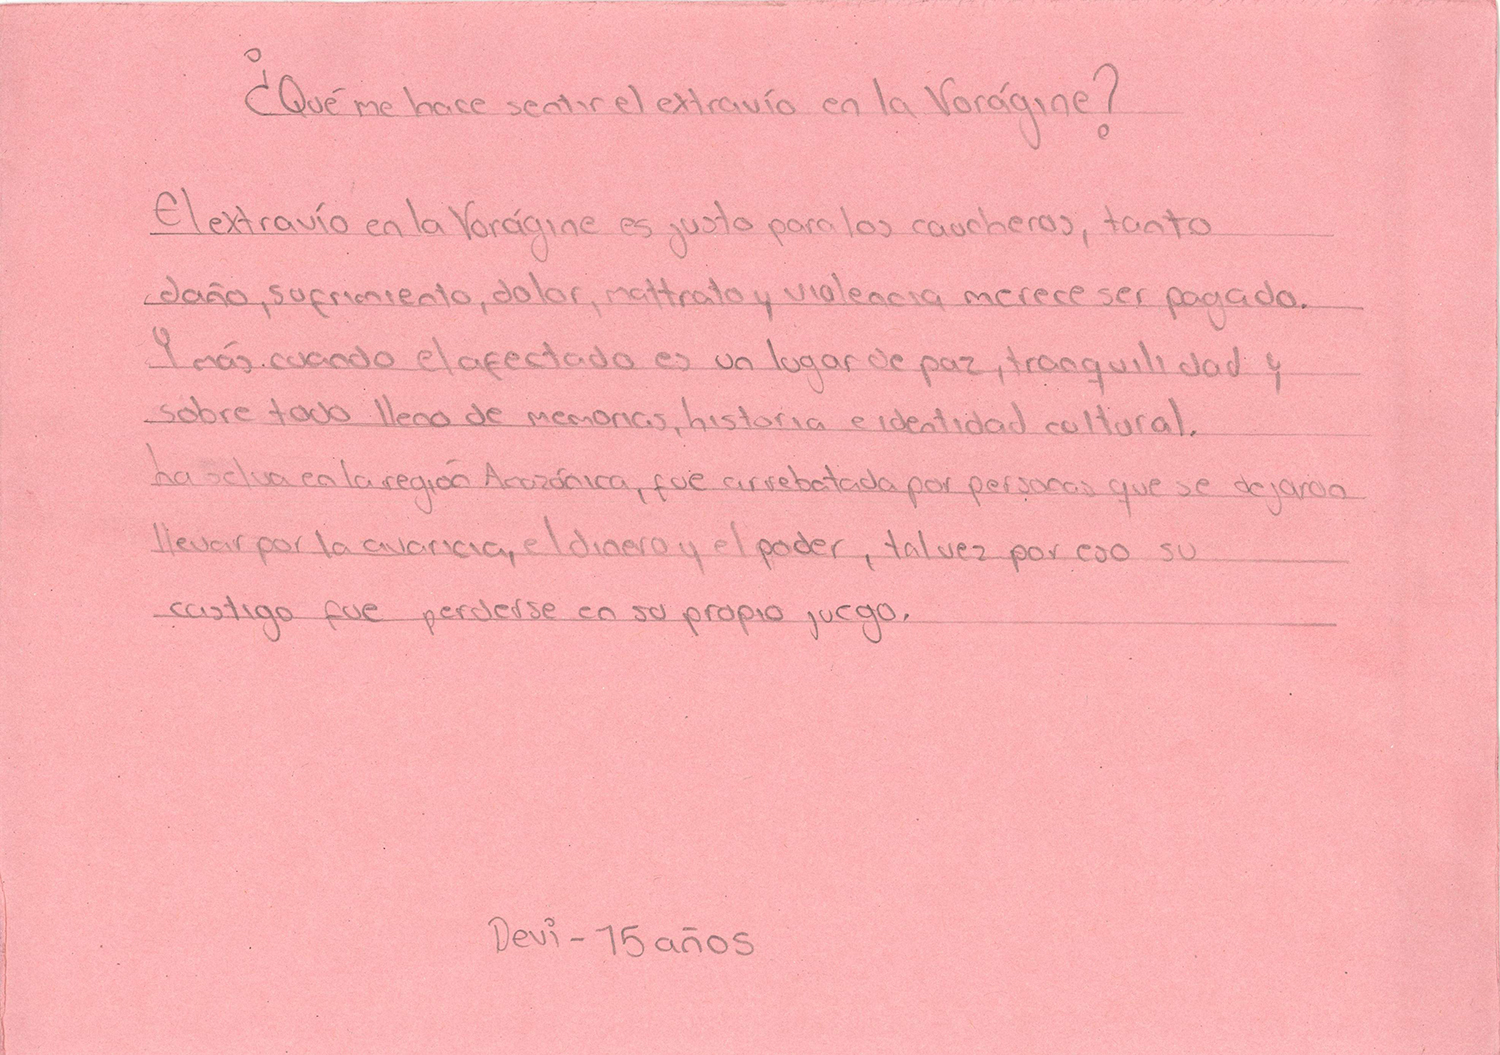 ¿Qué me hace sentir el extravío en la Vorágine?
El extravío en la Vorágine es justo para los caucheros, tanto
daño, sufrimiento, dolor, maltrato y violencia merece ser pagado.
Y más cuando el afectado es un lugar de paz, tranquilidad y
sobre todo lleno de memorias, historia e identidad cultural.
La selva en la región Amazónica, fue arrebatada por personas que se dejaron
llevar por la avaricia, el dinero y el poder, tal vez por eso su
castigo fue perderse en su propio juego.
Devi - 15 años